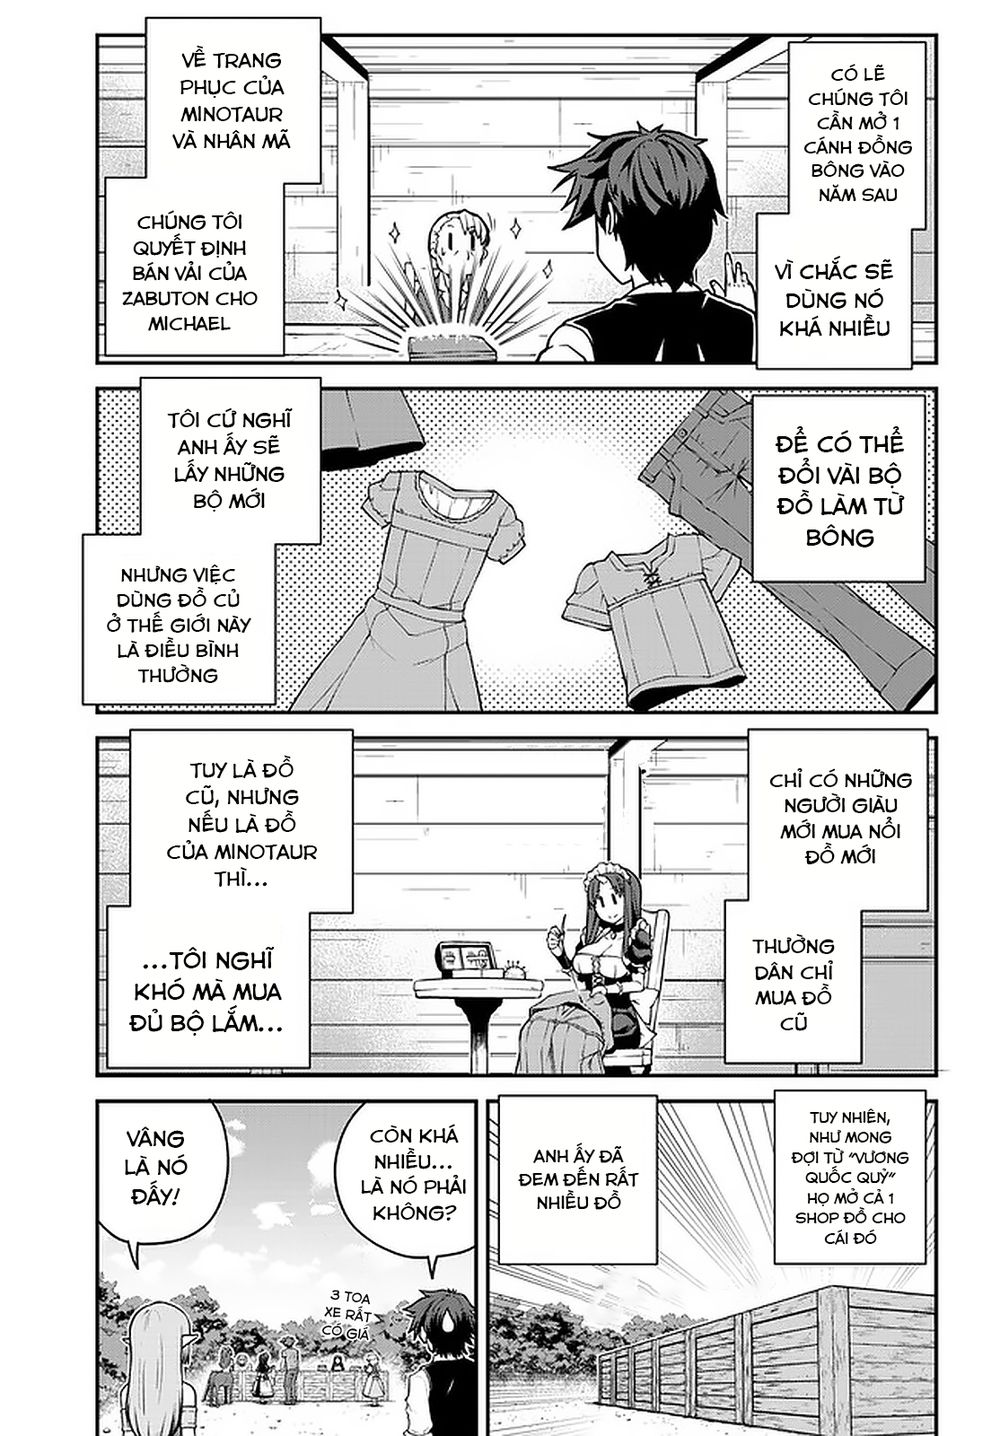 CÓ LẼ
CHÚNG TÔI
CẦN MỞ 1
CÁNH ĐỒNG
BÔNG VÀO
NĂM SAU
VÌ CHẮC SẼ
DÙNG NÓ
KHÁ NHIỀU
VỀ TRANG
PHỤC CỦA
MINOTAUR
VÀ NHÂN MÃ
CHÚNG TÔI
QUYẾT ĐỊNH
BÁN VẢI CỦA
ZABUTON CHO
MICHAEL
ĐỂ CÓ THỂ
ĐỔI VÀI BỘ
ĐỒ LÀM TỪ
BÔNG
TÔI CỨ NGHĨ
ANH ẤY SẼ
LẤY NHỮNG
BỘ MỚI
NHƯNG VIỆC
DÙNG ĐỒ CỦ
Ở THẾ GIỚI NÀY
LÀ ĐIỀU BÌNH
THƯỜNG
CHỈ CÓ NHỮNG
NGƯỜI GIÀU
MỚI MUA NỔI
ĐỒ MỚI
THƯỜNG
DÂN CHỈ
MUA ĐỒ
CŨ
TUY LÀ ĐỒ
CŨ, NHƯNG
NẾU LÀ ĐỒ
CỦA MINOTAUR
THÌ...
...TÔI NGHĨ
KHÓ MÀ MUA
ĐỦ BỘ LẮM...
TUY NHIÊN,
NHƯ MONG
ĐỢI TỪ "VƯƠNG
QUỐC QUỶ"
HỌ MỞ CẢ 1
SHOP ĐỒ CHO
CÁI ĐÓ
ANH ẤY ĐÃ
ĐEM ĐẾN RẤT
NHIỀU ĐỒ
CÒN KHÁ
NHIỀU...
LÀ NÓ PHẢI
KHÔNG?
VÂNG
LÀ NÓ
ĐẤY!
3 TOA
XE RẤT
CÓ GIÁ